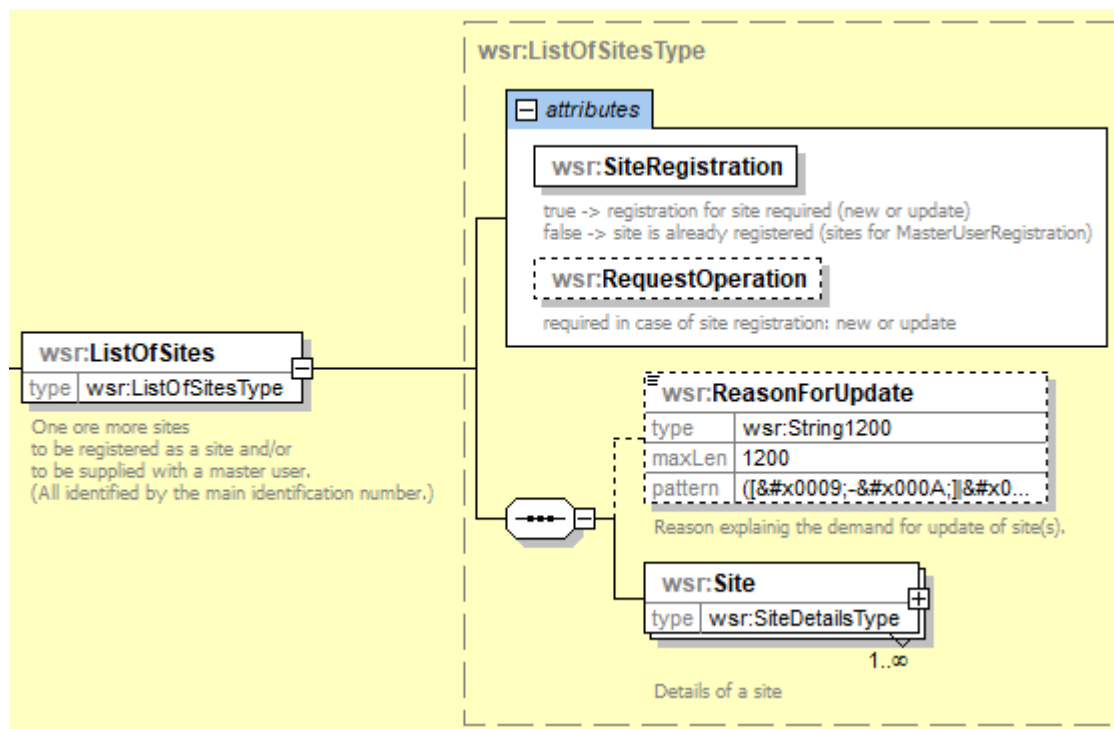 wsr:ListOfSitesType
attributes
wsr:SiteRegistration
true -> registration for site required (new or update)
false -> site is already registered (sites for MasterUserRegistration)
wsr:RequestOperation
required in case of site registration: new or update
wsr:ListOfSites
type wsr:ListOfSitesType
One ore more sites
to be registered as a site and/or
to be supplied with a master user.
(All identified by the main identification number.)
wsr:ReasonForUpdate
type wsr:String1200
maxLen 1200
pattern ([&#x0009;-&#x000A;]|&#x0...
Reason explainig the demand for update of site(s).
wsr:Site
type wsr:SiteDetailsType
1..∞
Details of a site